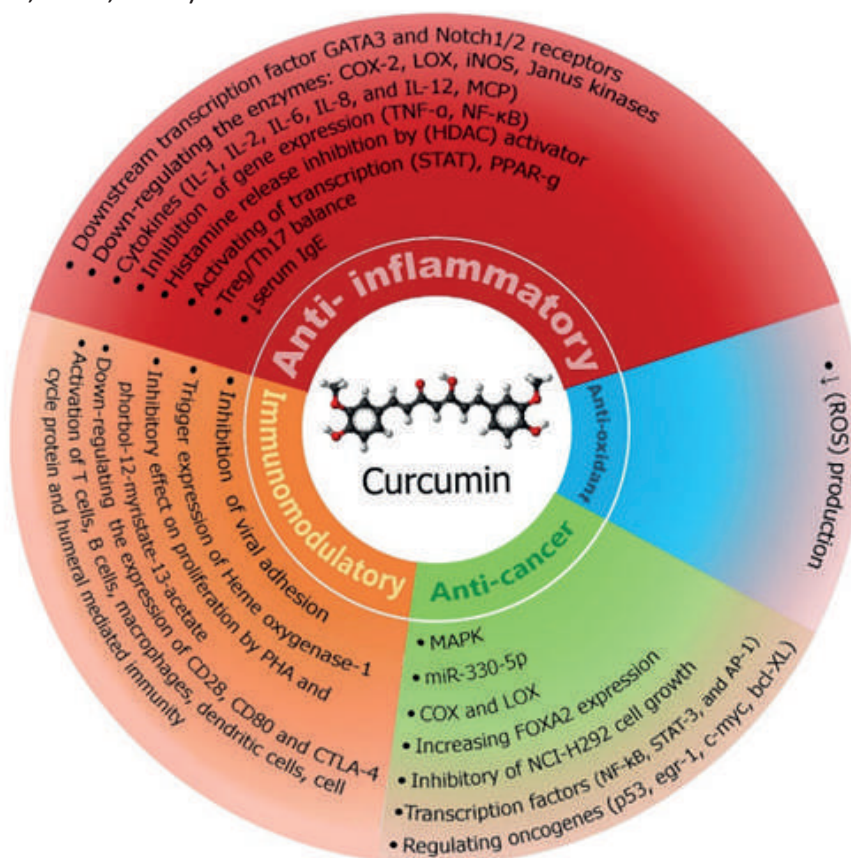 • Downstream transcription factor GATA3 and Notch1/2 receptors
• Down-regulating the enzymes: COX-2, LOX, iNOS, Janus kinases
• Cytokines (IL-1, IL-2, IL-6, IL-8, and IL-12, MCP)
• Inhibition of gene expression (TNF-α, NF-κB)
• Histamine release inhibition by (HDAC) activator
• Activating of transcription (STAT), PPAR-g
• Treg/Th17 balance
• ↓serum IgE
Anti- inflammatory
Anti-oxidant
• ↓ (ROS) production
Curcumin
Immunomodulatory
• Inhibition of viral adhesion
• Trigger expression of Heme oxygenase-1
• Inhibitory effect on proliferation by PHA and
phorbol-12-myristate-13-acetate
• Down-regulating the expression of CD28, CD80 and CTLA-4
• Activation of T cells, B cells, macrophages, dendritic cells, cell
cycle protein and humeral mediated immunity
Anti-cancer
• MAPK
• miR-330-5p
• COX and LOX
• Increasing FOXA2 expression
• Inhibitory of NCI-H292 cell growth
• Transcription factors (NF-kB, STAT-3, and AP-1)
• Regulating oncogenes (p53, egr-1, c-myc, bcl-XL)